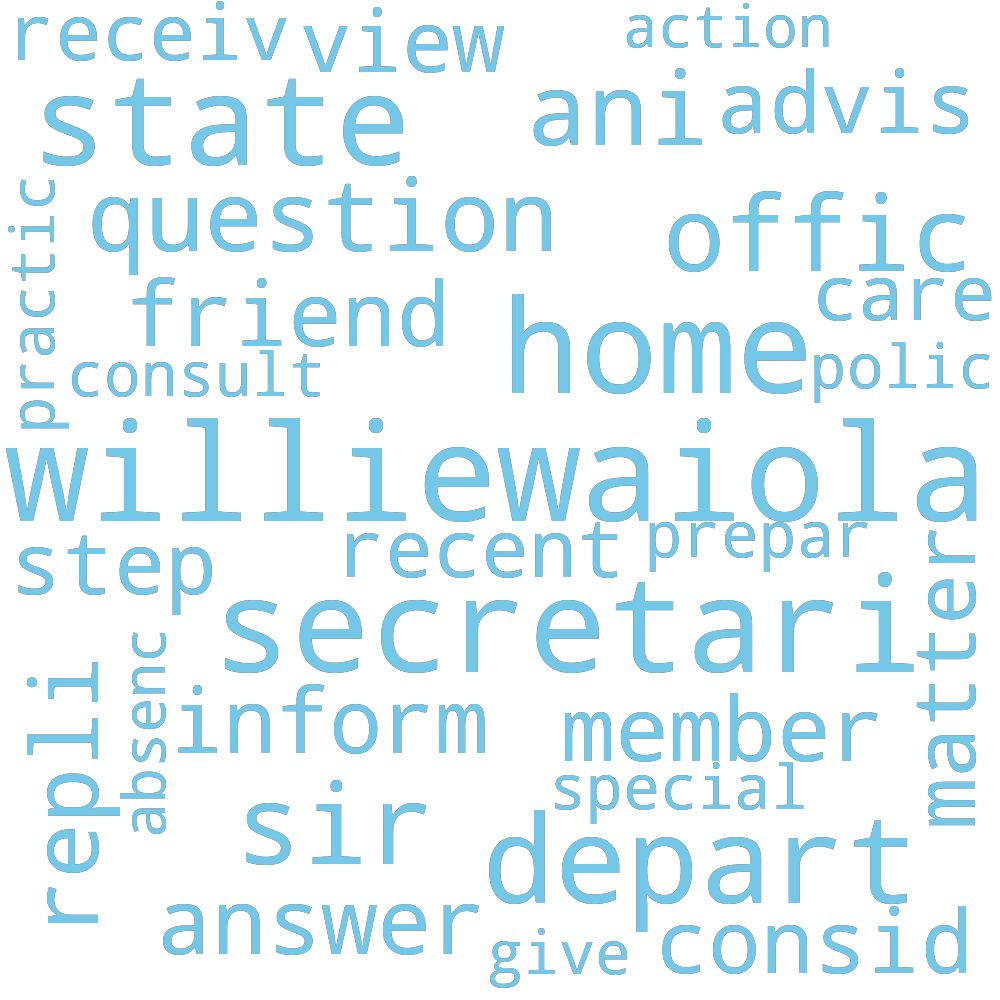 receiv view action
state ani advis
practic question offic
friend home care
consult polic
williewaiola
step recent prepar
secretari matter
repli absenc inform member
special
sir depart
answer give consid